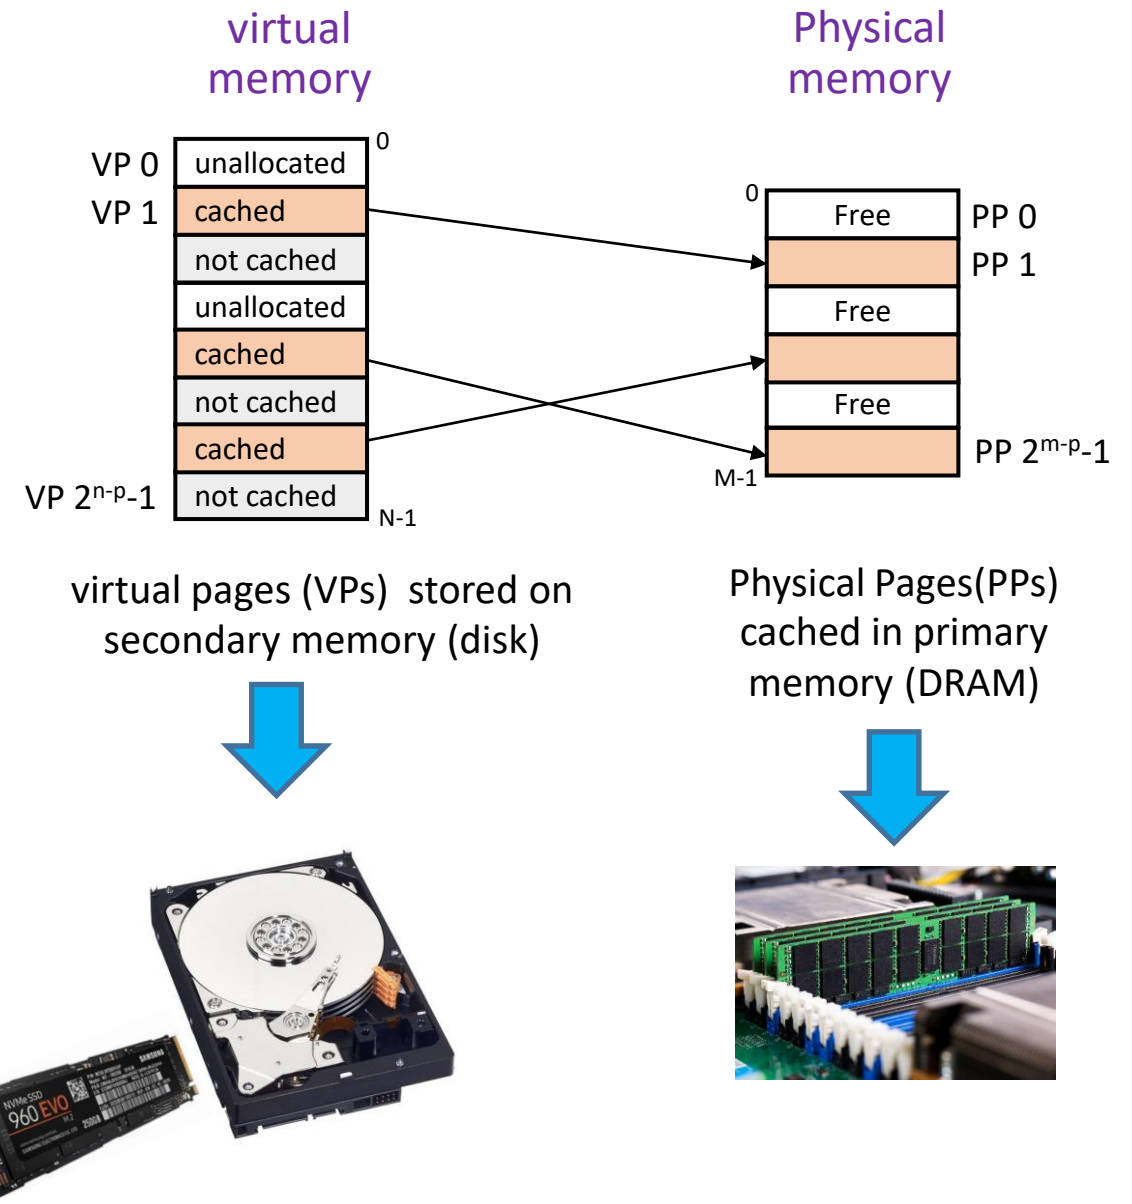 virtual
memory
Physical
memory
0
VP 0
unallocated
VP 1
cached
not cached
unallocated
cached
not cached
cached
VP 2ⁿ⁻ᵖ-1
not cached
N-1
0
Free
PP 0
PP 1
Free
Free
PP 2ᵐ⁻ᵖ-1
M-1
virtual pages (VPs) stored on
secondary memory (disk)
Physical Pages(PPs)
cached in primary
memory (DRAM)
SAMSUNG
NVMe SSD
960 EVO
M.2
250GB